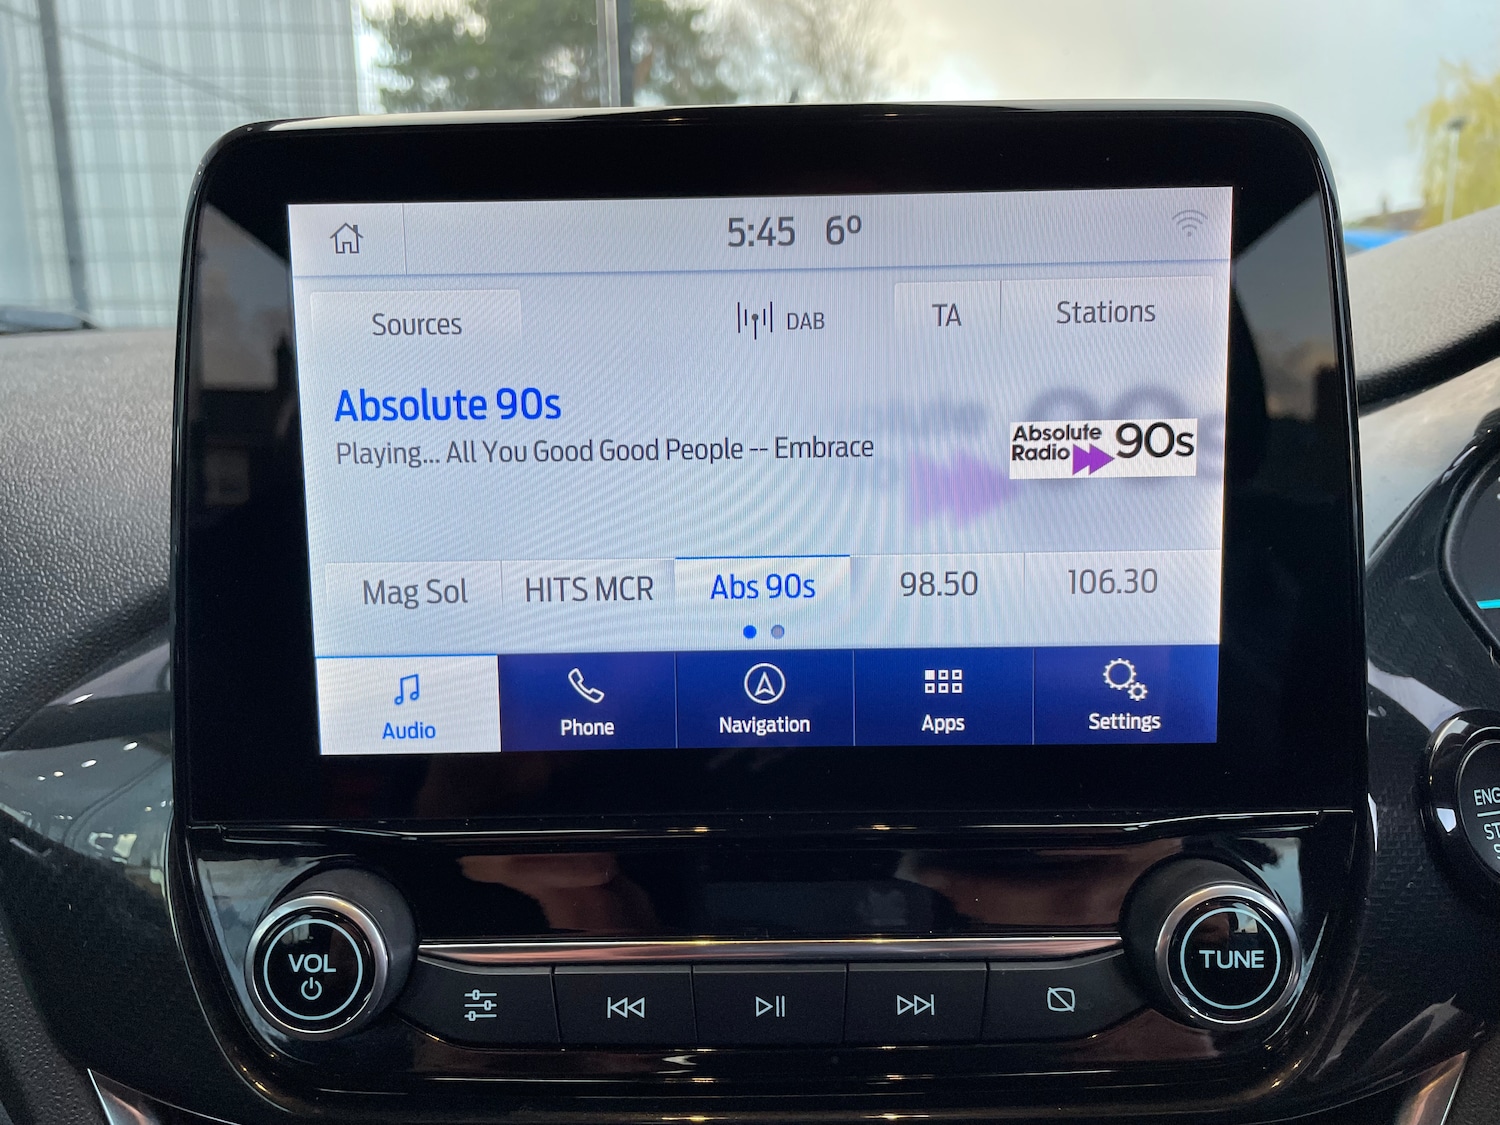 5:45 6º
Sources
DAB
TA
Stations
Absolute 90s
Playing... All You Good Good People -- Embrace
Absolute
Radio
90s
Mag Sol
HITS MCR
Abs 90s
98.50
106.30
Audio
Phone
Navigation
Apps
Settings
VOL
TUNE